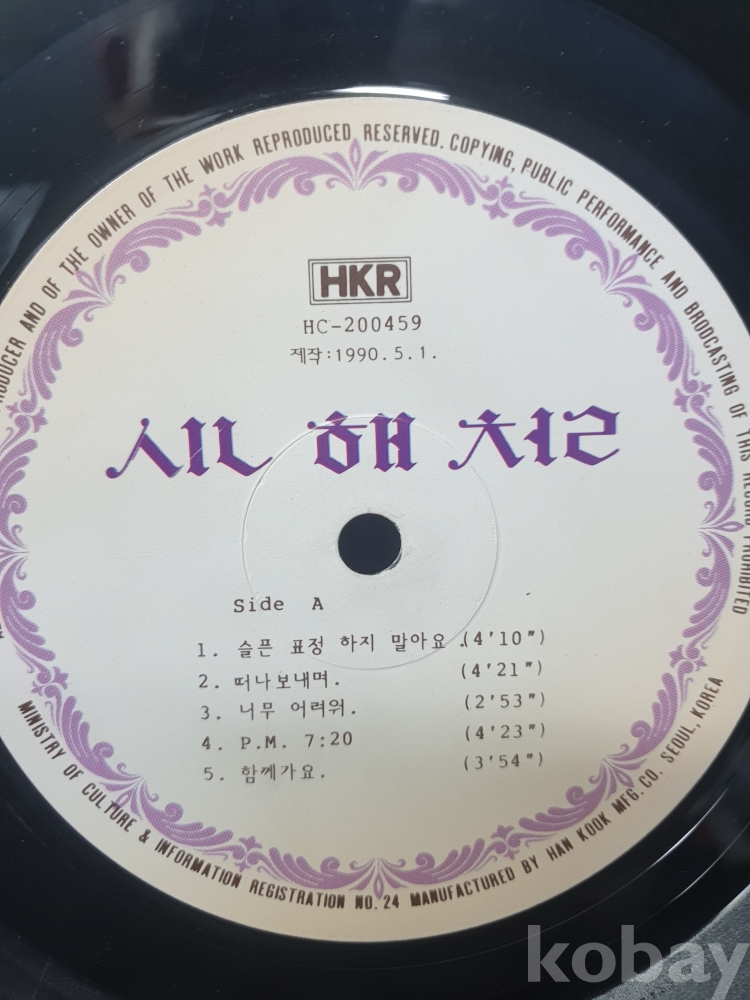 PRODUCER AND OF THE OWNER OF THE WORK REPRODUCED RESERVED. COPYING, PUBLIC PERFORMANCE AND BROOCASTING OF THIS RECORD PROHIBITED
HKR
HC-200459
제작:1990.5.1.
신 해 철
Side A
1. 슬픈 표정 하지 말아요.(4'10")
2. 떠나보내며. (4'21")
3. 너무 어려워. (2'53")
4. P.M. 7:20 (4'23")
5. 함께가요. (3'54")
MINISTRY OF CULTURE & INFORMATION REGISTRATION NO. 24 MANUFACTURED BY HAN KOOK MFG. CO. SEOUL, KOREA
kobay